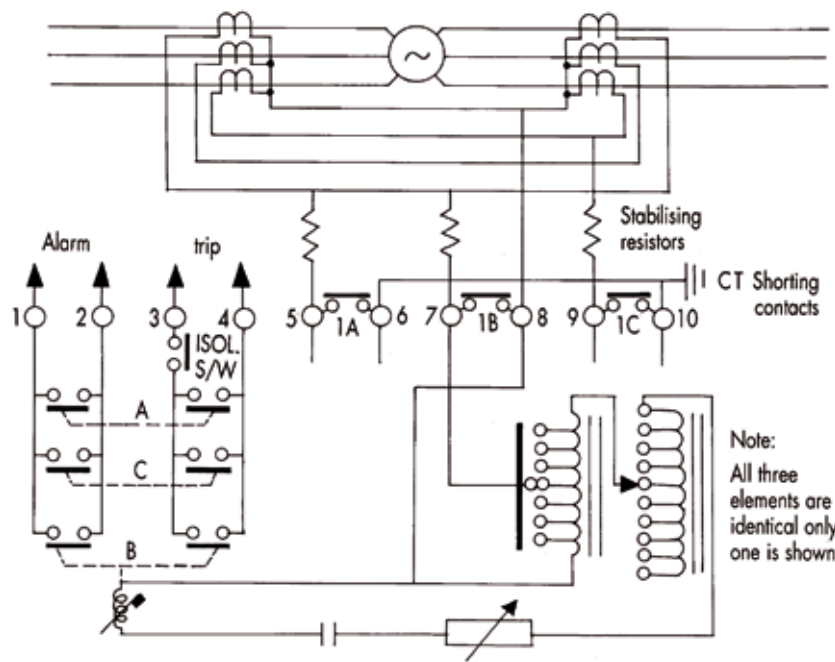 Stabilising
resistors
Alarm
trip
CT Shorting
contacts
1
2
3
4
5
1A
6
7
1B
8
9
1C
10
ISOL.
S/W
A
C
B
Note:
All three
elements are
identical only
one is shown